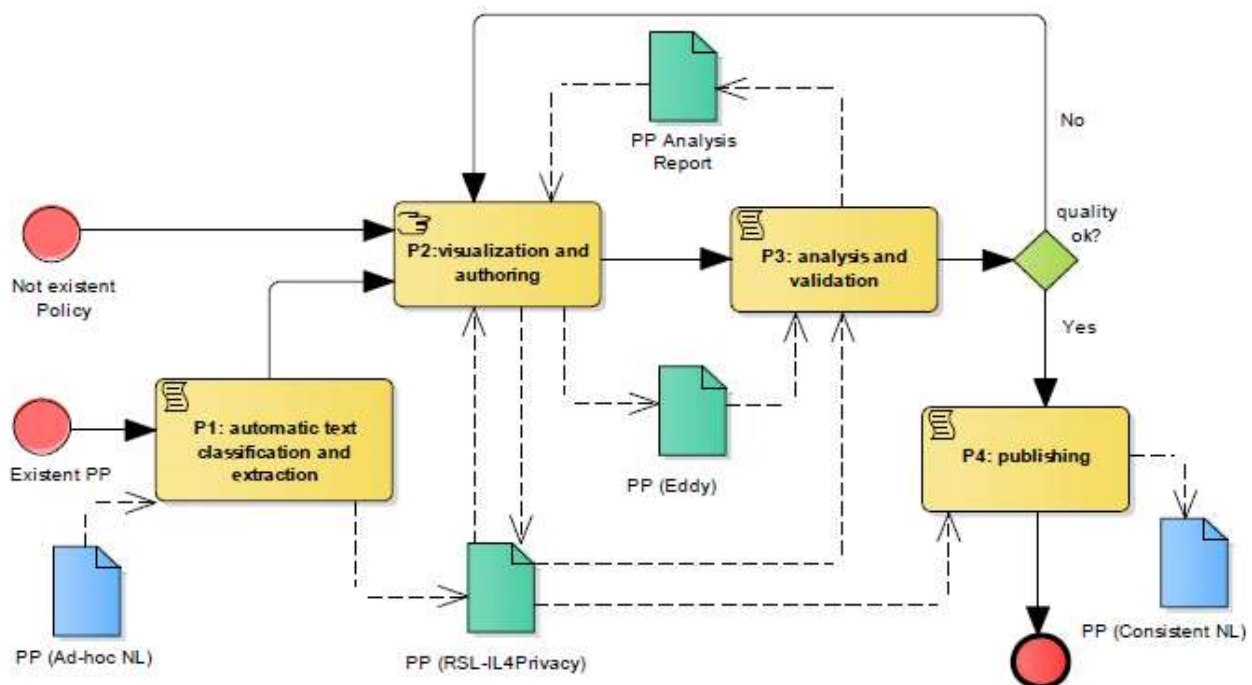 PP Analysis
Report
No
quality
ok?
Yes
Not existent
Policy
P2:visualization and
authoring
P3: analysis and
validation
Existent PP
P1: automatic text
classification and
extraction
PP (Eddy)
P4: publishing
PP (Ad-hoc NL)
PP (RSL-IL4Privacy)
PP (Consistent NL)